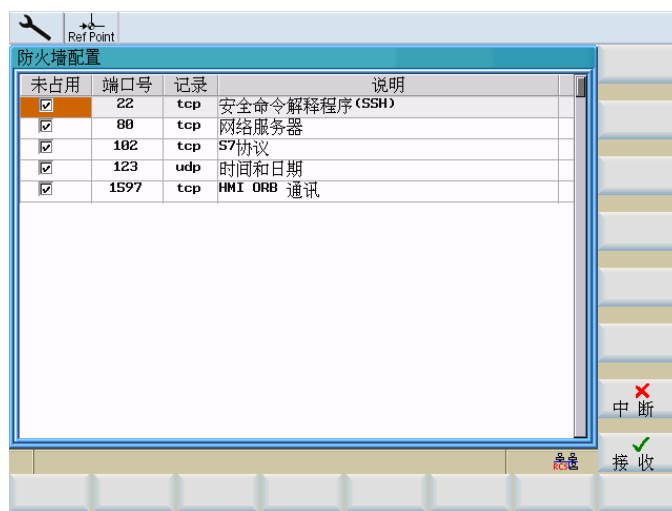 Ref Point
防火墙配置
未占用 端口号 记录 说明
22 tcp 安全命令解释程序(SSH)
80 tcp 网络服务器
102 tcp S7协议
123 udp 时间和日期
1597 tcp HMI ORB 通讯
中断
接收